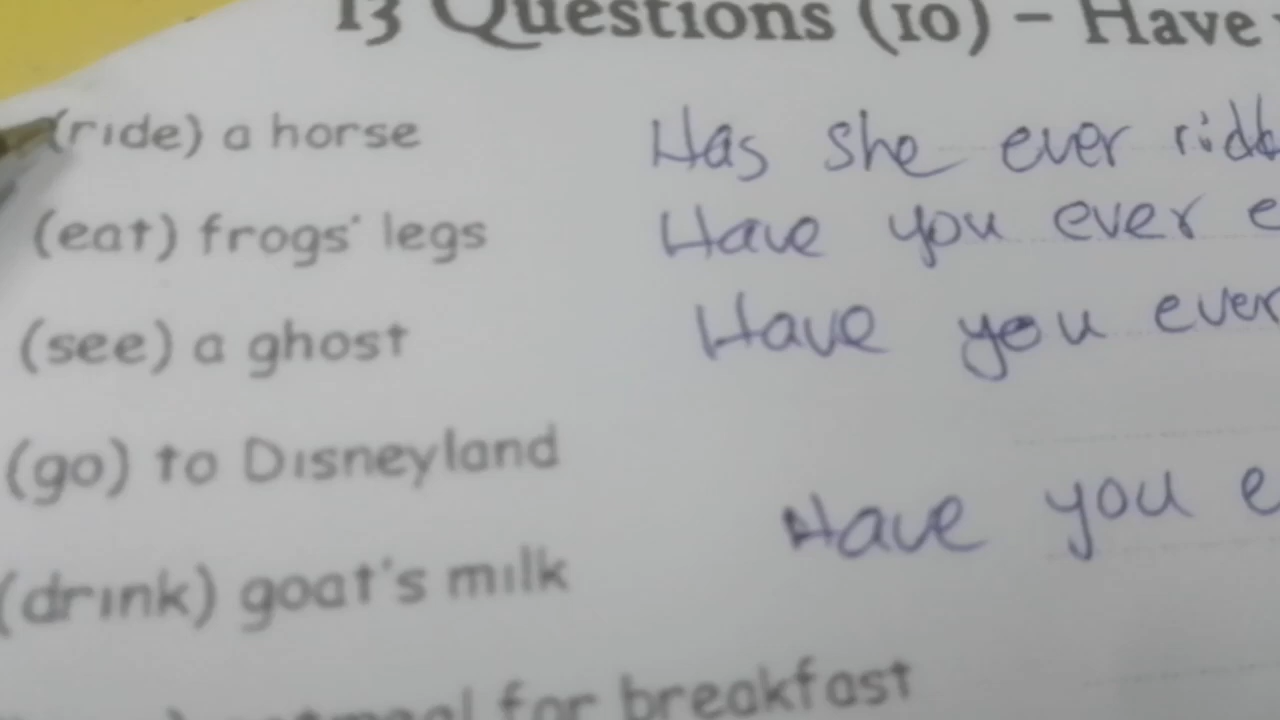 13 Questions (10) - Have
(ride) a horse Has she ever
(eat) frogs' legs Have you ever e
(see) a ghost Have you ever
(go) to Disneyland
Have you e
(drink) goat's milk
for breakfast